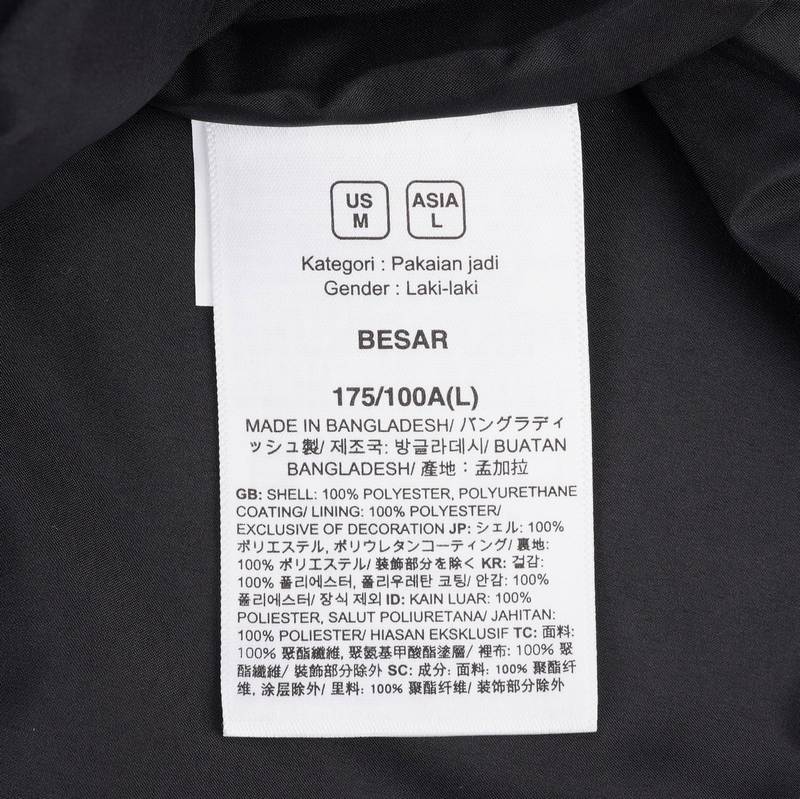 US
M
ASIA
L
Kategori : Pakaian jadi
Gender : Laki-laki
BESAR
175/100A(L)
MADE IN BANGLADESH/ バングラディ
ッシュ製/ 제조국: 방글라데시/ BUATAN
BANGLADESH/ 產地：孟加拉
GB: SHELL: 100% POLYESTER, POLYURETHANE
COATING/ LINING: 100% POLYESTER/
EXCLUSIVE OF DECORATION JP: シェル: 100%
ポリエステル, ポリウレタンコーティング/ 裏地:
100% ポリエステル/ 装飾部分を除く KR: 겉감:
100% 폴리에스터, 폴리우레탄 코팅/ 안감: 100%
폴리에스터/ 장식 제외 ID: KAIN LUAR: 100%
POLIESTER, SALUT POLIURETANA/ JAHITAN:
100% POLIESTER/ HIASAN EKSKLUSIF TC: 面料:
100% 聚酯纖維, 聚氨基甲酸酯塗層/ 裡布: 100% 聚
酯纖維/ 裝飾部分除外 SC: 成分: 面料: 100% 聚酯纤
维, 涂层除外/ 里料: 100% 聚酯纤维/ 装饰部分除外